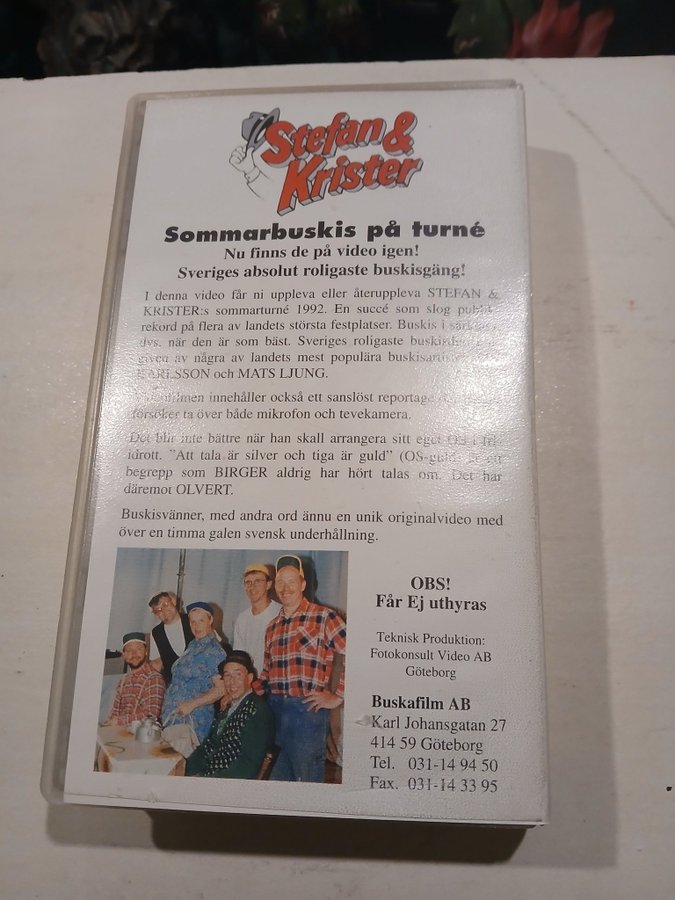 Stefan &
Krister
Sommarbuskis på turné
Nu finns de på video igen!
Sveriges absolut roligaste buskisgäng!
I denna video får ni uppleva eller återuppleva STEFAN &
KRISTER:s sommarturné 1992. En succé som slog publik-
rekord på flera av landets största festplatser. Buskis i
dvs. när den är som bäst. Sveriges roligaste
given av några av landets mest populära
KARLSSON och MATS LJUNG.
innehåller också ett sanslöst reportage
försöker ta över både mikrofon och tevekamera.
Det blir inte bättre när han skall arrangera sitt eget OS i fri-
idrott. "Att tala är silver och tiga är guld" (OS-guld)
begrepp som BIRGER aldrig har hört talas om. Det har
däremot OLVERT.
Buskisvänner, med andra ord ännu en unik originalvideo med
över en timma galen svensk underhållning.
OBS!
Får Ej uthyras
Teknisk Produktion:
Fotokonsult Video AB
Göteborg
Buskafilm AB
Karl Johansgatan 27
414 59 Göteborg
Tel. 031-14 94 50
Fax. 031-14 33 95